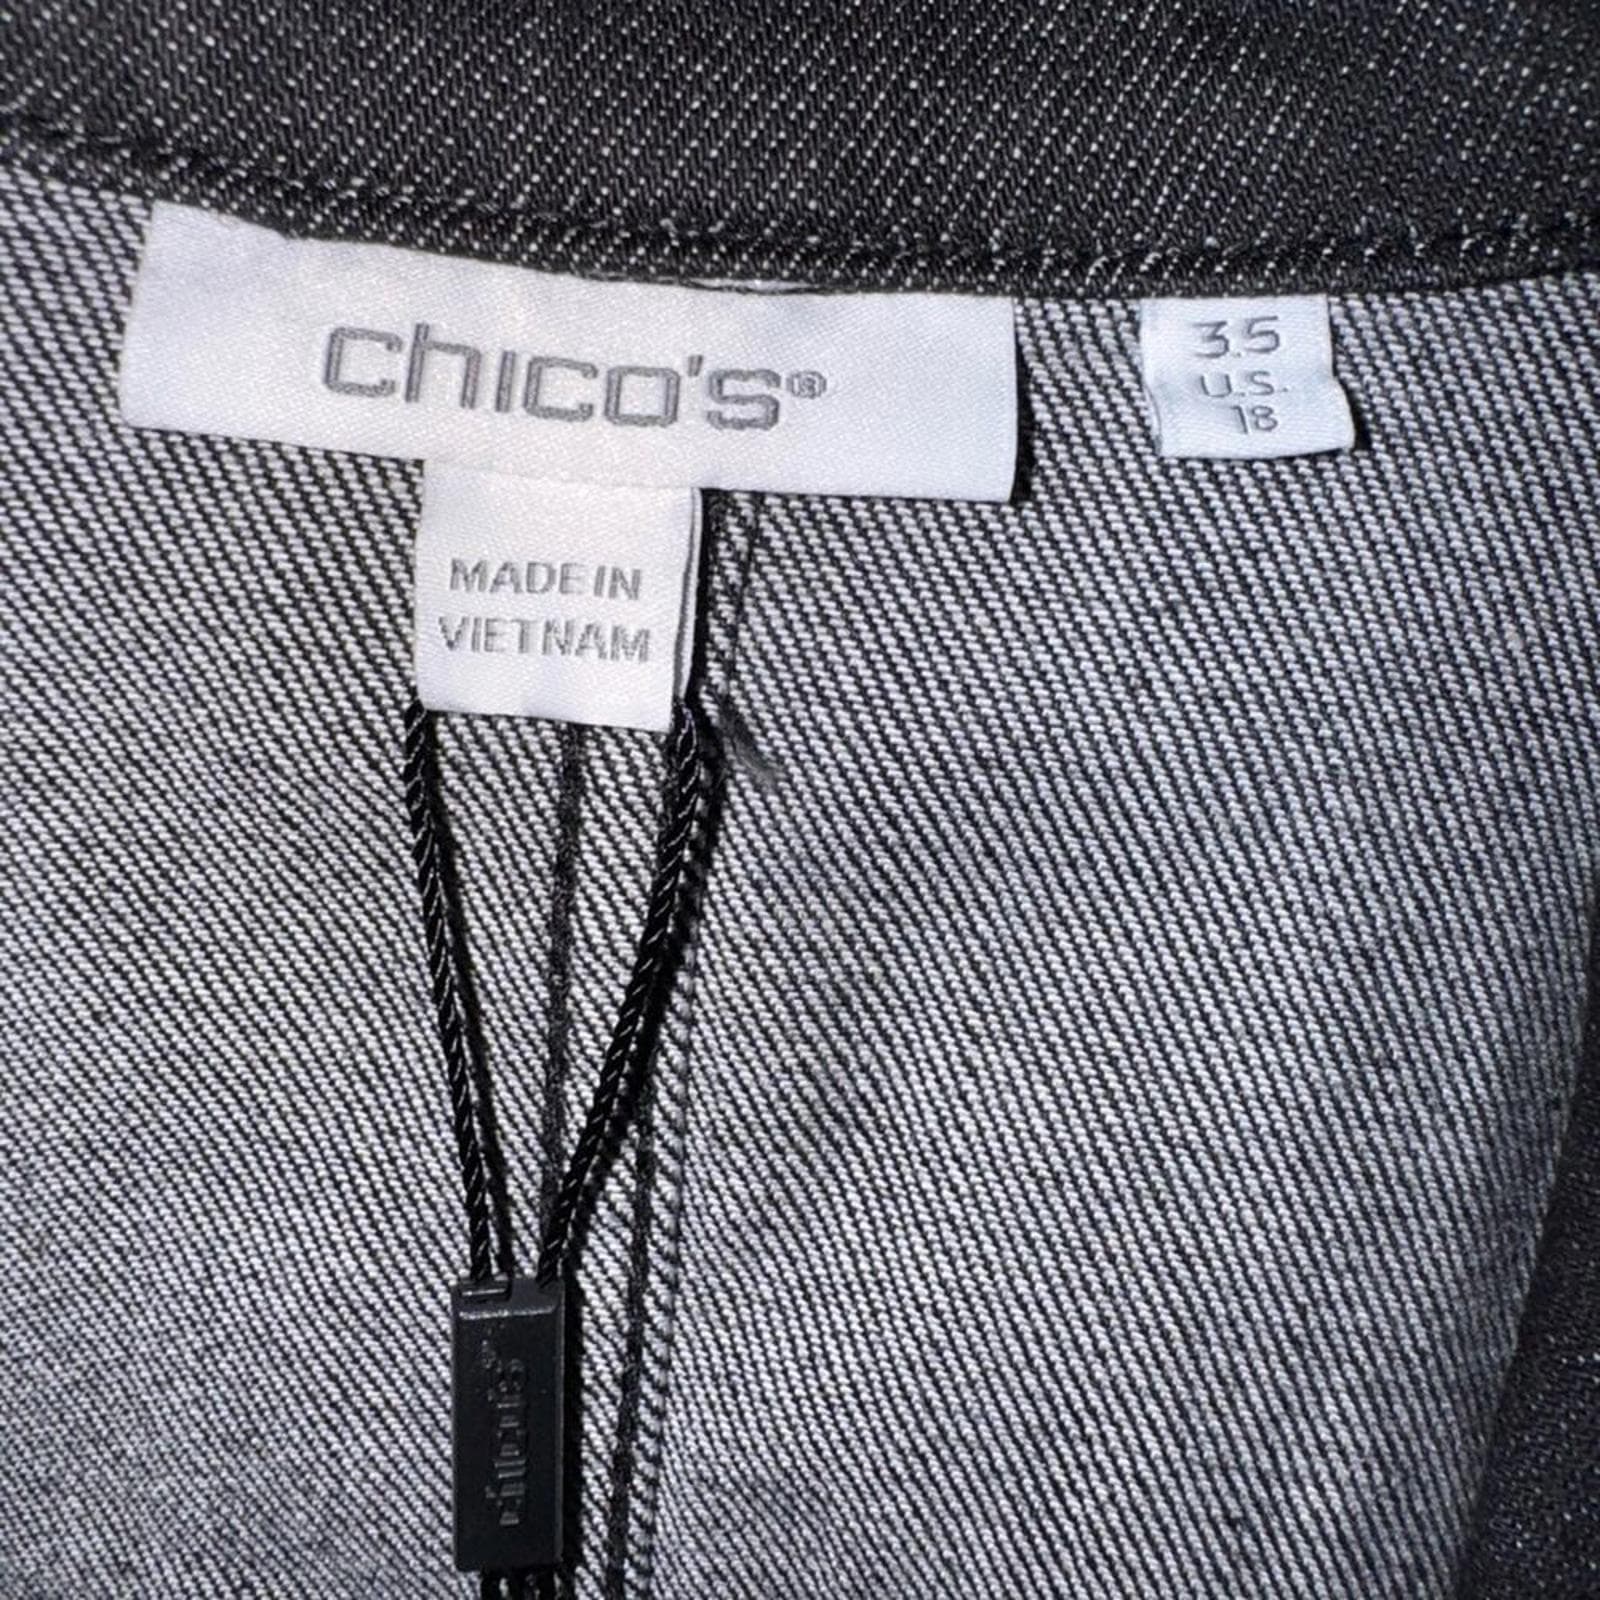 chico's®
3.5
U.S.
18
MADE IN
VIETNAM
chico's